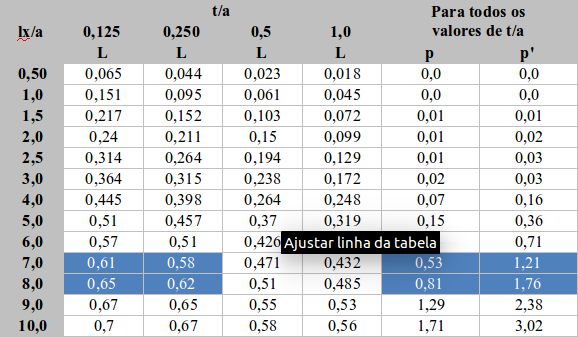 t/a Para todos os
lx/a 0,125 0,250 0,5 1,0 valores de t/a
L L L L p p'
0,50 0,065 0,044 0,023 0,018 0,0 0,0
1,0 0,151 0,095 0,061 0,045 0,0 0,0
1,5 0,217 0,152 0,103 0,072 0,01 0,01
2,0 0,24 0,211 0,15 0,099 0,01 0,02
2,5 0,314 0,264 0,194 0,129 0,01 0,03
3,0 0,364 0,315 0,238 0,172 0,02 0,03
4,0 0,445 0,398 0,264 0,248 0,07 0,16
5,0 0,51 0,457 0,37 0,319 0,15 0,36
6,0 0,57 0,51 0,426 Ajustar linha da tabela 0,71
7,0 0,61 0,58 0,471 0,432 0,53 1,21
8,0 0,65 0,62 0,51 0,485 0,81 1,76
9,0 0,67 0,65 0,55 0,53 1,29 2,38
10,0 0,7 0,67 0,58 0,56 1,71 3,02